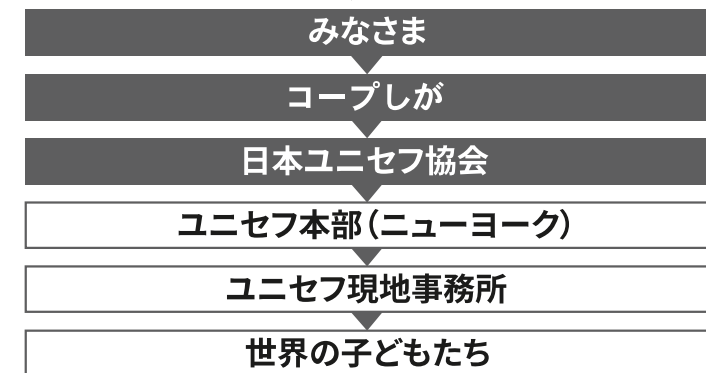 みなさま
コープしが
日本ユニセフ協会
ユニセフ本部（ニューヨーク）
ユニセフ現地事務所
世界の子どもたち